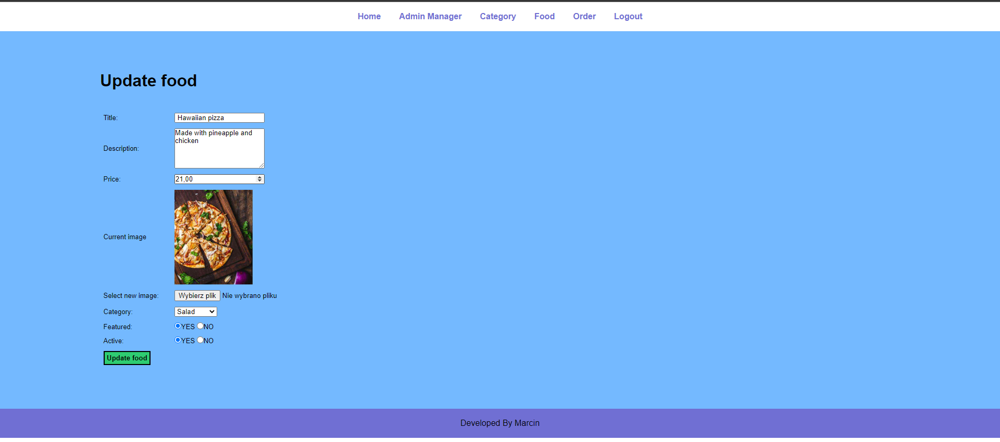 Home Admin Manager Category Food Order Logout
Update food
Title: Hawaiian pizza
Description: Made with pineapple and
chicken
Price: 21,00
Current image
Select new image: Wybierz plik Nie wybrano pliku
Category: Salad
Featured: YES NO
Active: YES NO
Update food
Developed By Marcin